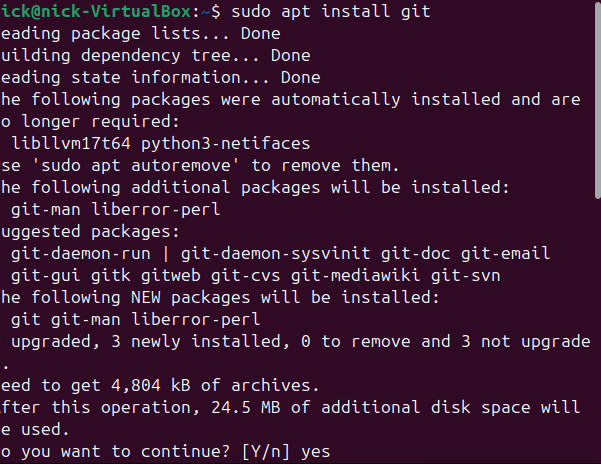 ick@nick-VirtualBox:~$ sudo apt install git
eading package lists... Done
uilding dependency tree... Done
eading state information... Done
he following packages were automatically installed and are
o longer required:
libllvm17t64 python3-netifaces
se 'sudo apt autoremove' to remove them.
he following additional packages will be installed:
git-man liberror-perl
uggested packages:
git-daemon-run | git-daemon-sysvinit git-doc git-email
git-gui gitk gitweb git-cvs git-mediawiki git-svn
he following NEW packages will be installed:
git git-man liberror-perl
upgraded, 3 newly installed, 0 to remove and 3 not upgrade
.
eed to get 4,804 kB of archives.
fter this operation, 24.5 MB of additional disk space will
e used.
o you want to continue? [Y/n] yes